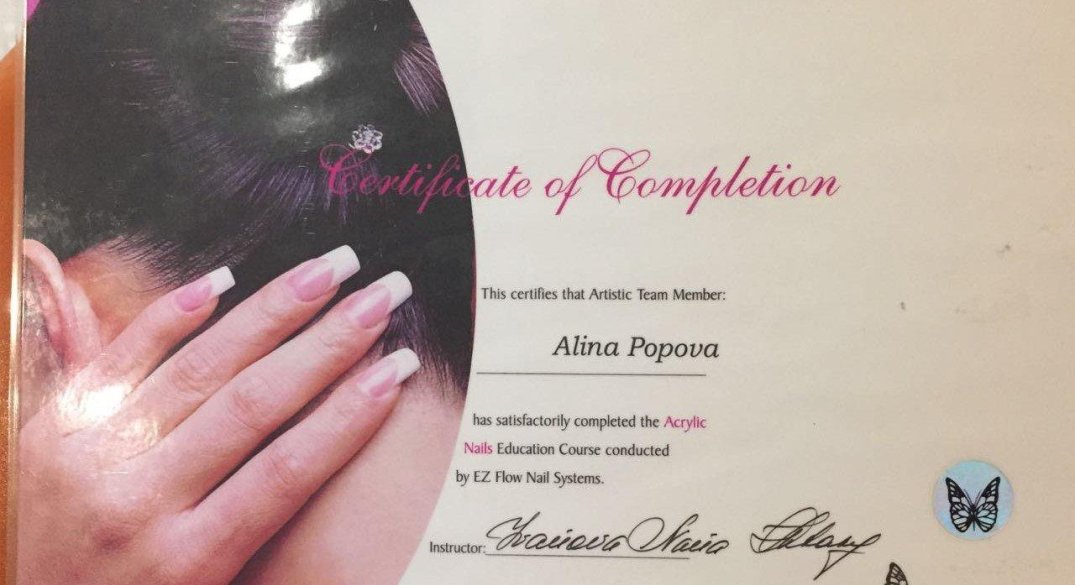 Certificate of Completion
This certifies that Artistic Team Member:
Alina Popova
has satisfactorily completed the Acrylic
Nails Education Course conducted
by EZ Flow Nail Systems.
Instructor: Ivanova